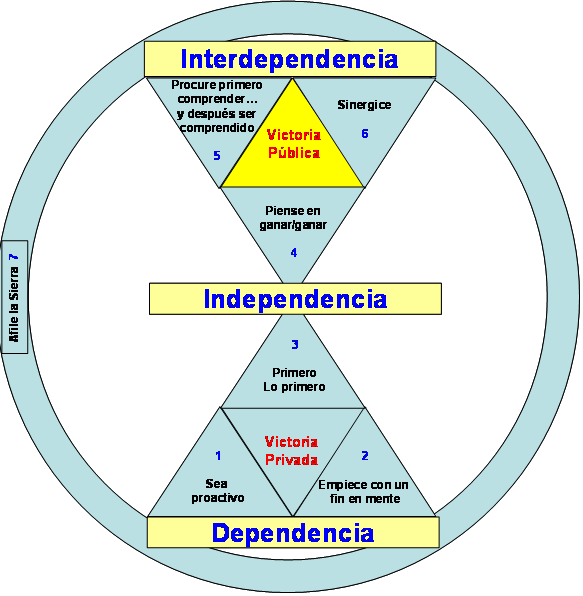 Interdependencia
Procure primero
comprender...
y después ser
comprendido
5
Sinergice
6
Victoria
Pública
Piense en
ganar/ganar
4
Afile la Sierra 7
Independencia
3
Primero
Lo primero
Victoria
Privada
1
Sea
proactivo
2
Empiece con un
fin en mente
Dependencia